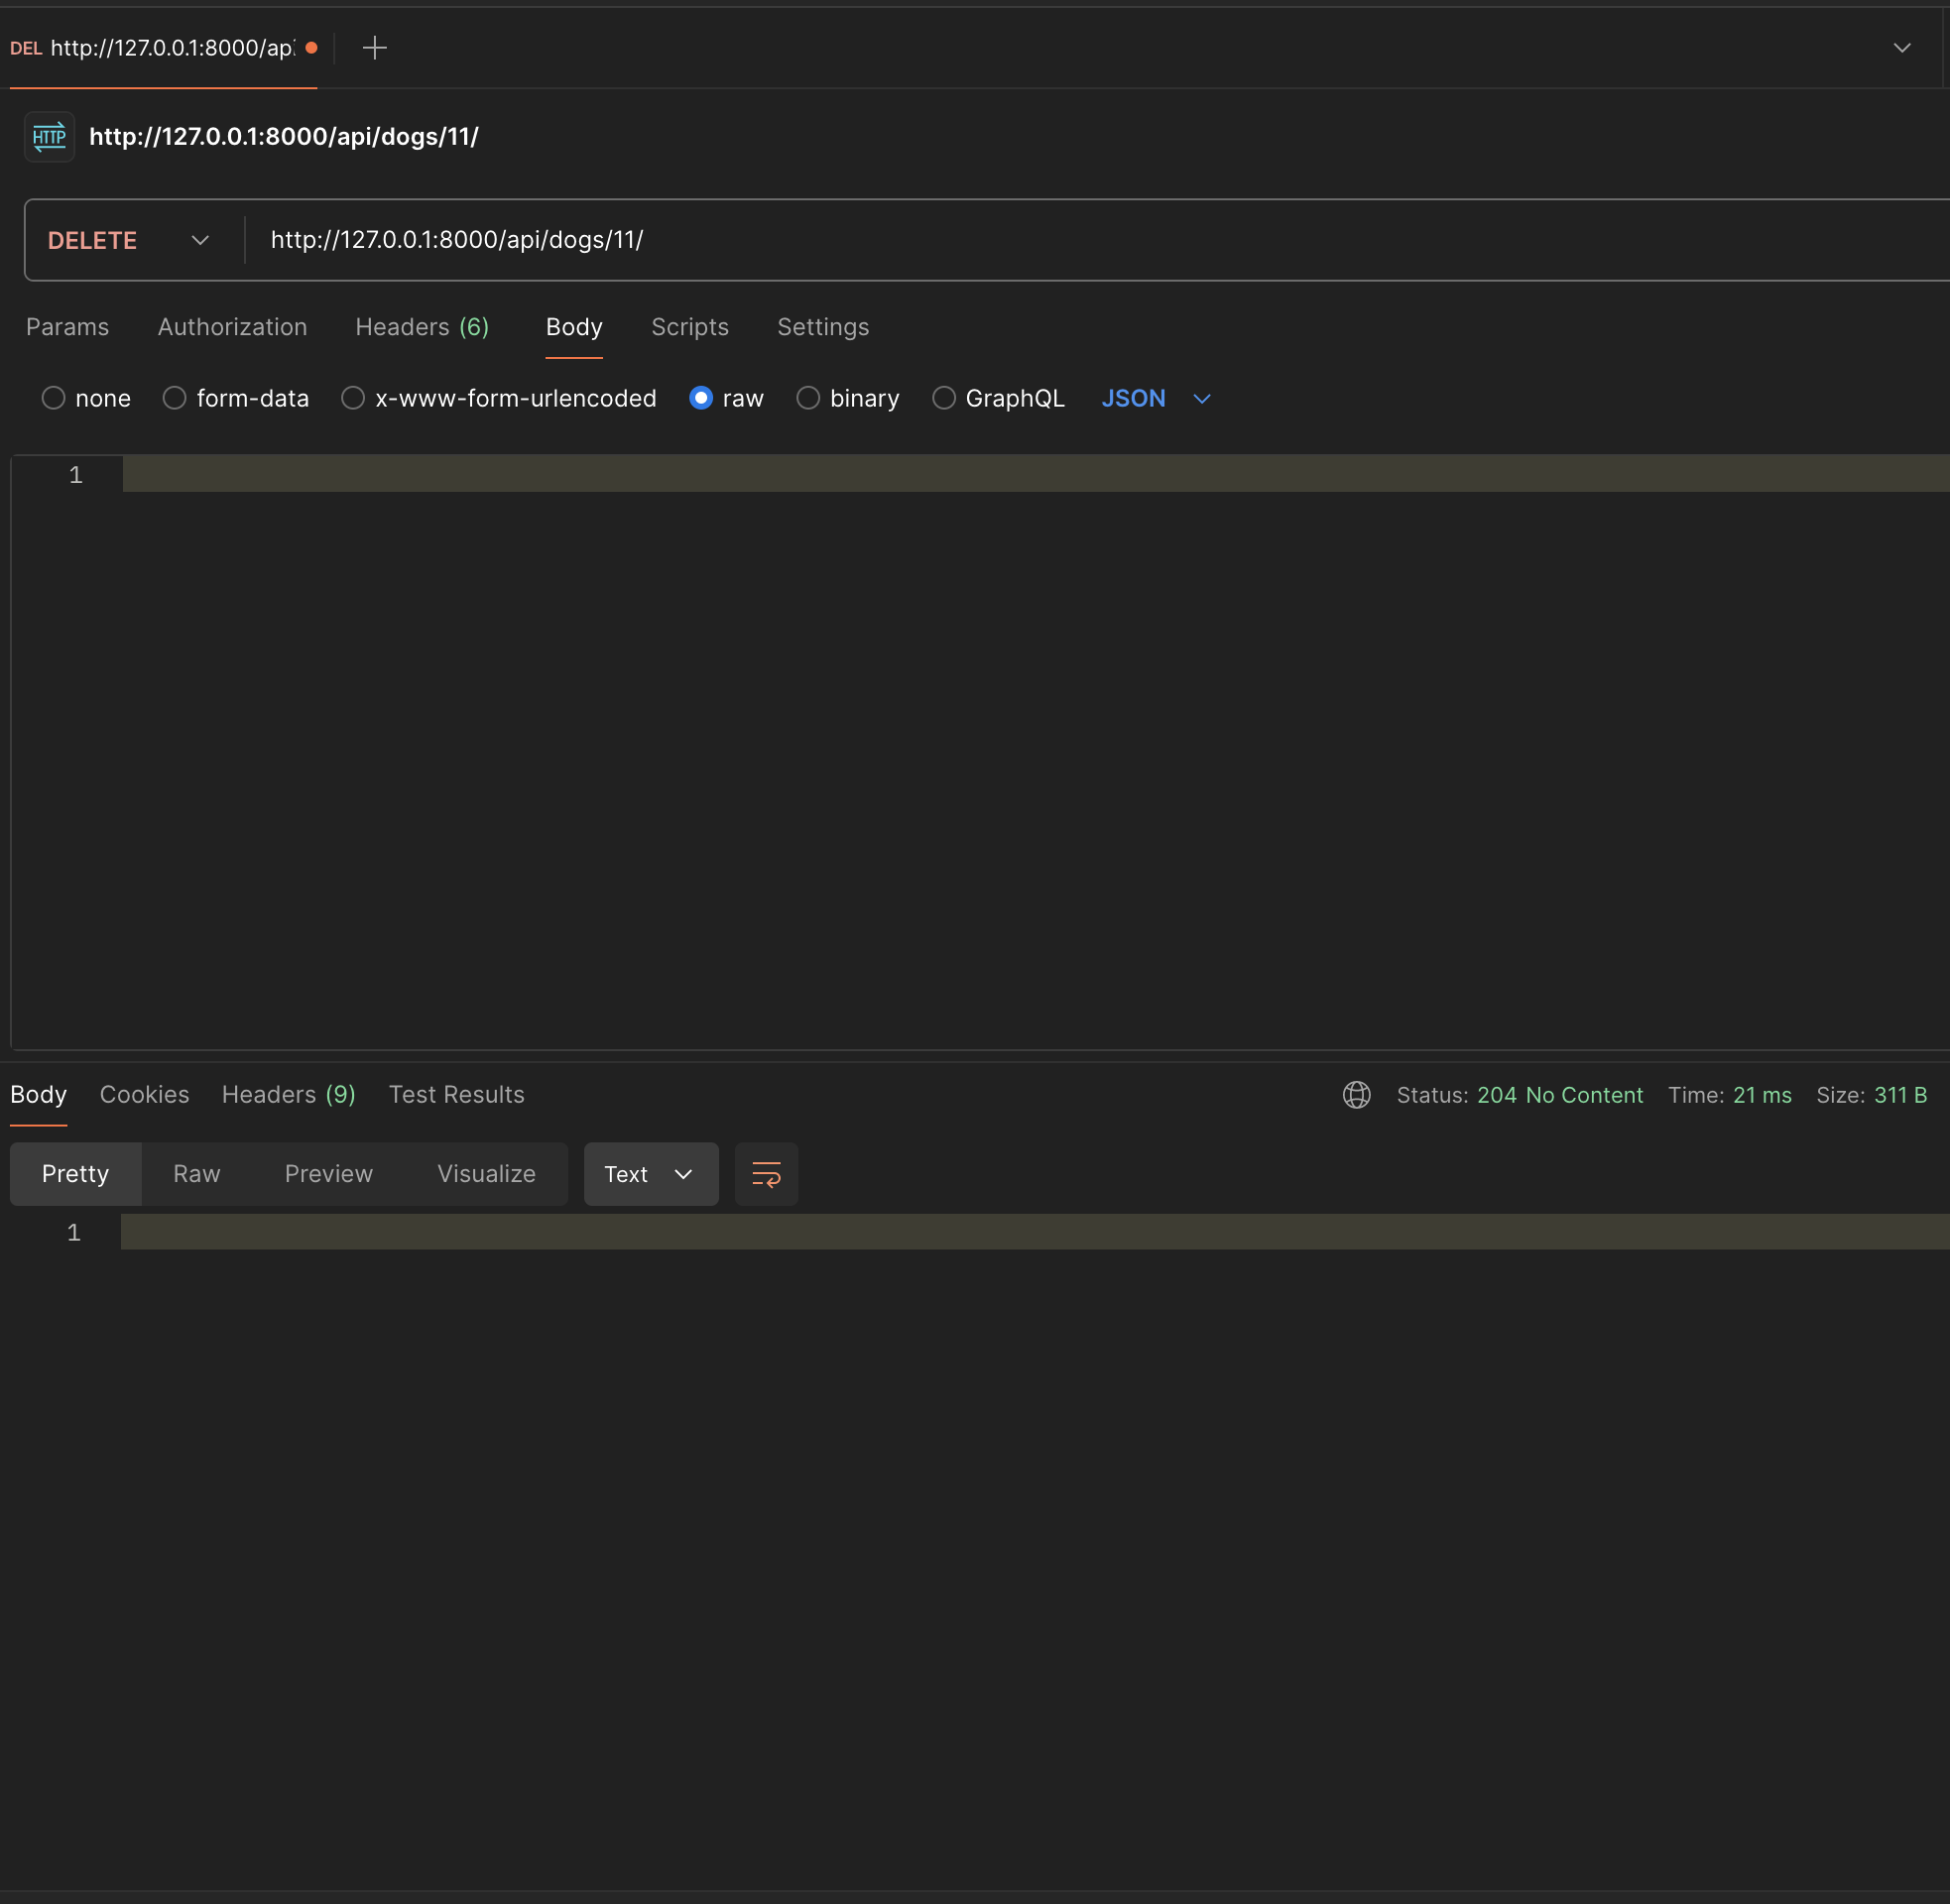 DEL http://127.0.0.1:8000/api
HTTP http://127.0.0.1:8000/api/dogs/11/
DELETE http://127.0.0.1:8000/api/dogs/11/
Params Authorization Headers (6) Body Scripts Settings
none form-data x-www-form-urlencoded raw binary GraphQL JSON
1
Body Cookies Headers (9) Test Results Status: 204 No Content Time: 21 ms Size: 311 B
Pretty Raw Preview Visualize Text
1